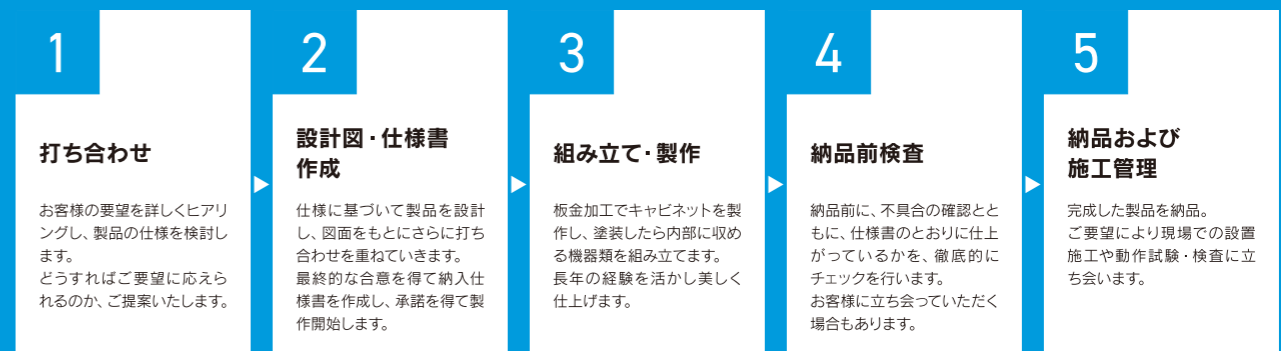 1
打ち合わせ
お客様の要望を詳しくヒアリ
ングし、製品の仕様を検討し
ます。
どうすればご要望に応えら
れるのか、ご提案いたします。
2
設計図・仕様書
作成
仕様に基づいて製品を設計
し、図面をもとにさらに打ち
合わせを重ねていきます。
最終的な合意を得て納入仕
様書を作成し、承諾を得て製
作開始します。
3
組み立て・製作
板金加工でキャビネットを製
作し、塗装したら内部に収め
る機器類を組み立てます。
長年の経験を活かし美しく
仕上げます。
4
納品前検査
納品前に、不具合の確認とと
もに、仕様書のとおりに仕上
がっているかを、徹底的に
チェックを行います。
お客様に立ち会っていただく
場合もあります。
5
納品および
施工管理
完成した製品を納品。
ご要望により現場での設置
施工や動作試験・検査に立
ち会います。